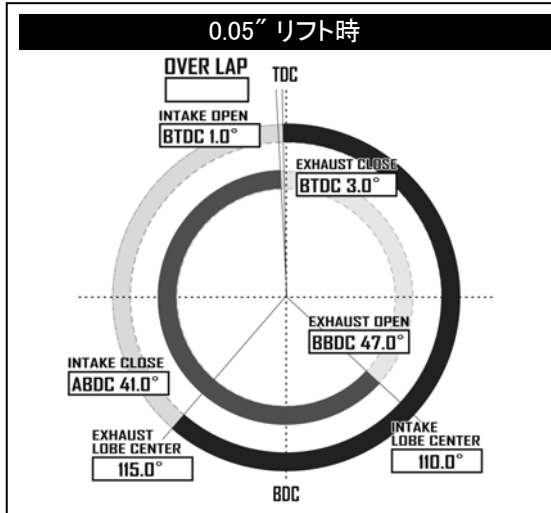 0.05″ リフト時
OVER LAP
TDC
INTAKE OPEN
BTDC 1.0°
EXHAUST CLOSE
BTDC 3.0°
EXHAUST OPEN
BBDC 47.0°
INTAKE CLOSE
ABDC 41.0°
EXHAUST
LOBE CENTER
115.0°
INTAKE
LOBE CENTER
110.0°
BDC